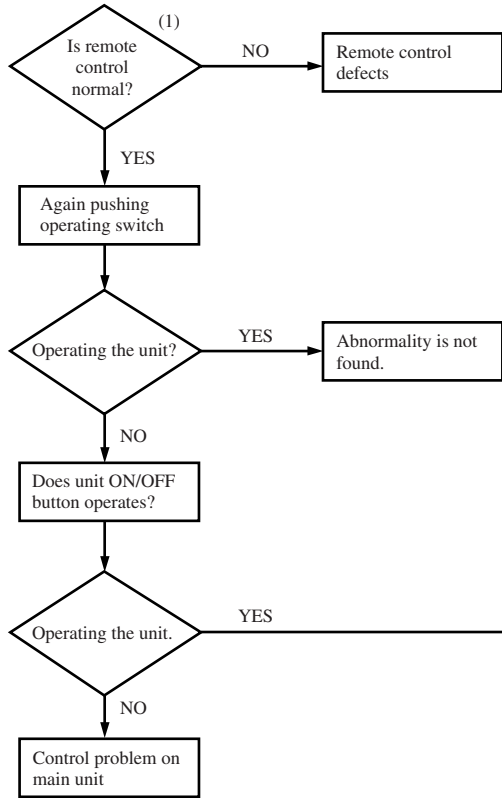 (1)
Is remote
control
normal?
NO
Remote control
defects
YES
Again pushing
operating switch
Operating the unit?
YES
Abnormality is not
found.
NO
Does unit ON/OFF
button operates?
Operating the unit.
YES
NO
Control problem on
main unit